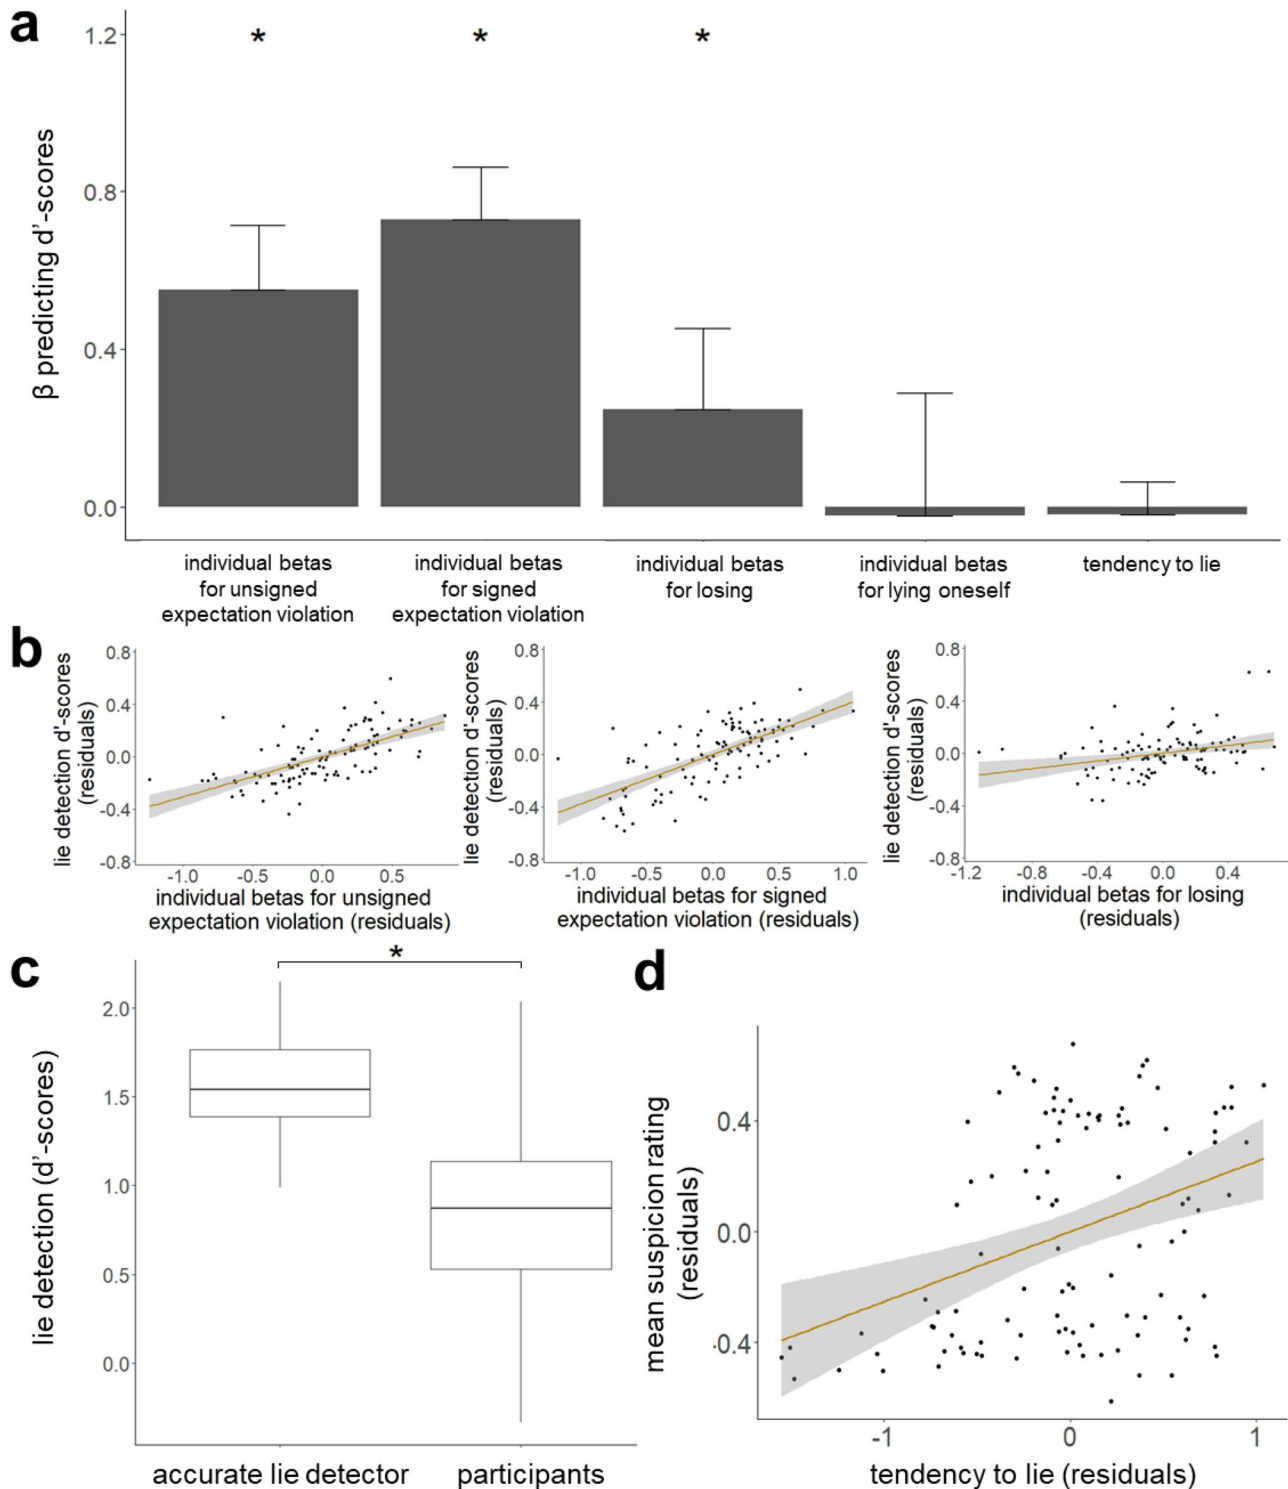 a
β predicting d’-scores
1.2
0.8
0.4
0.0
*
*
*
individual betas
for unsigned
expectation violation
individual betas
for signed
expectation violation
individual betas
for losing
individual betas
for lying oneself
tendency to lie
b
lie detection d'-scores
(residuals)
0.8
0.4
0.0
-0.4
-0.8
-1.0
-0.5
0.0
0.5
individual betas for unsigned
expectation violation (residuals)
lie detection d'-scores
(residuals)
0.8
0.4
0.0
-0.4
-0.8
-1.0
-0.5
0.0
0.5
1.0
individual betas for signed
expectation violation (residuals)
lie detection d'-scores
(residuals)
0.8
0.4
0.0
-0.4
-0.8
-1.2
-0.8
-0.4
0.0
0.4
individual betas for losing
(residuals)
c
lie detection (d’-scores)
2.0
1.5
1.0
0.5
0.0
*
accurate lie detector
participants
d
mean suspicion rating
(residuals)
0.4
0.0
-0.4
-1
0
1
tendency to lie (residuals)